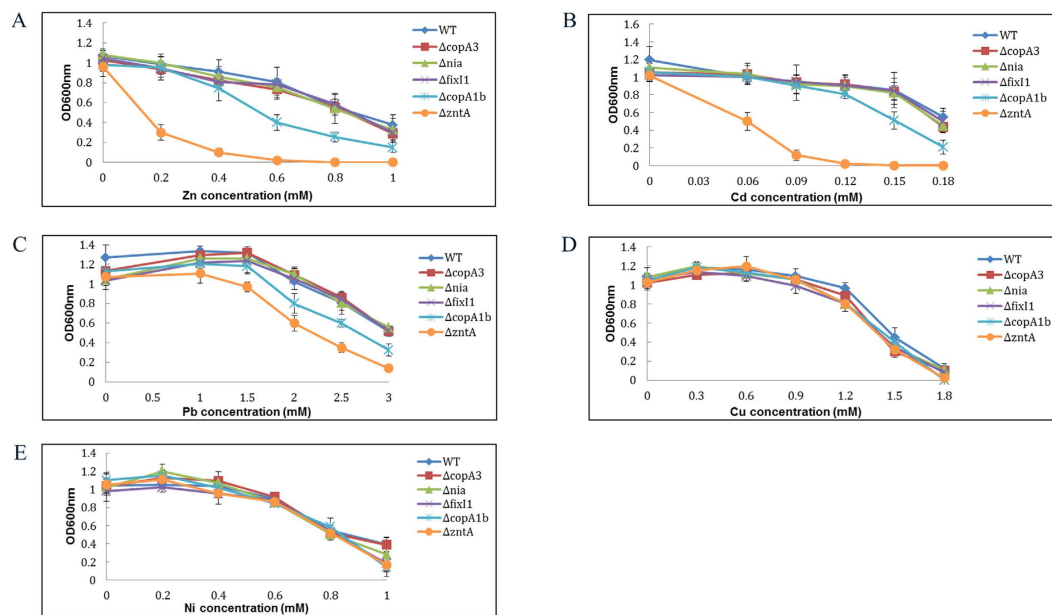 A
OD600nm
1.4
1.2
1
0.8
0.6
0.4
0.2
0
0 0.2 0.4 0.6 0.8 1
Zn concentration (mM)
WT
ΔcopA3
Δnia
ΔfixI1
ΔcopA1b
ΔzntA
B
OD600nm
1.6
1.4
1.2
1.0
0.8
0.6
0.4
0.2
0
0 0.03 0.06 0.09 0.12 0.15 0.18
Cd concentration (mM)
WT
ΔcopA3
Δnia
ΔfixI1
ΔcopA1b
ΔzntA
C
OD600nm
1.4
1.2
1.0
0.8
0.6
0.4
0.2
0
0 0.5 1 1.5 2 2.5 3
Pb concentration (mM)
WT
ΔcopA3
Δnia
ΔfixI1
ΔcopA1b
ΔzntA
D
OD600nm
1.4
1.2
1
0.8
0.6
0.4
0.2
0
0 0.3 0.6 0.9 1.2 1.5 1.8
Cu concentration (mM)
WT
ΔcopA3
Δnia
ΔfixI1
ΔcopA1b
ΔzntA
E
OD600nm
1.4
1.2
1
0.8
0.6
0.4
0.2
0
0 0.2 0.4 0.6 0.8 1
Ni concentration (mM)
WT
ΔcopA3
Δnia
ΔfixI1
ΔcopA1b
ΔzntA